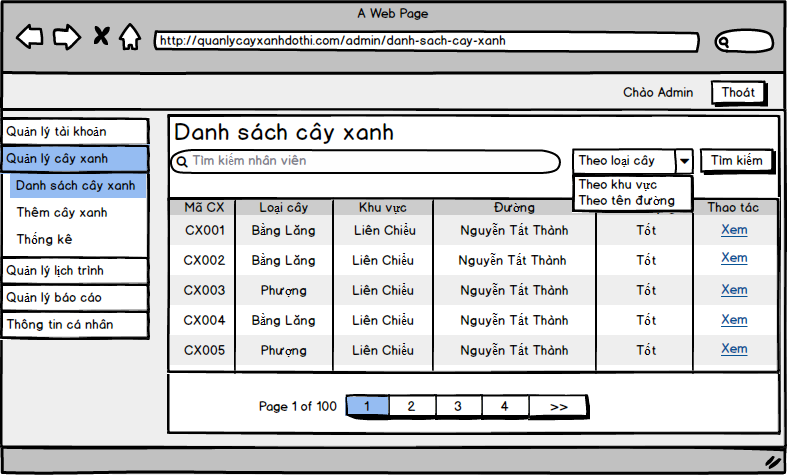 A Web Page
http://quanlycayxanhdothi.com/admin/danh-sach-cay-xanh
Chào Admin Thoát
Quản lý tài khoản
Quản lý cây xanh
Danh sách cây xanh
Thêm cây xanh
Thống kê
Quản lý lịch trình
Quản lý báo cáo
Thông tin cá nhân
Danh sách cây xanh
Tìm kiếm nhân viên Theo loại cây Tìm kiếm
Theo khu vực
Theo tên đường
Mã CX Loại cây Khu vực Đường Thao tác
CX001 Bằng Lăng Liên Chiểu Nguyễn Tất Thành Tốt Xem
CX002 Bằng Lăng Liên Chiểu Nguyễn Tất Thành Tốt Xem
CX003 Phượng Liên Chiểu Nguyễn Tất Thành Tốt Xem
CX004 Bằng Lăng Liên Chiểu Nguyễn Tất Thành Tốt Xem
CX005 Phượng Liên Chiểu Nguyễn Tất Thành Tốt Xem
Page 1 of 100 1 2 3 4 >>